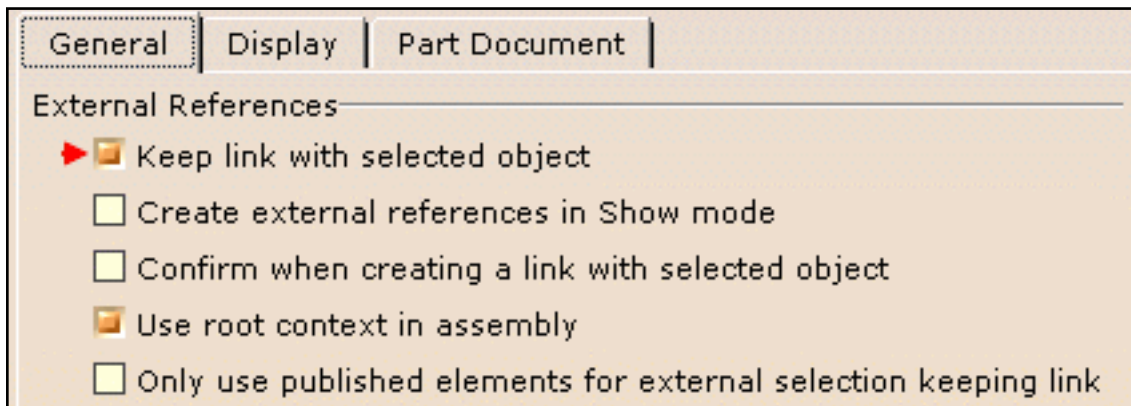 General Display Part Document
External References
Keep link with selected object
Create external references in Show mode
Confirm when creating a link with selected object
Use root context in assembly
Only use published elements for external selection keeping link